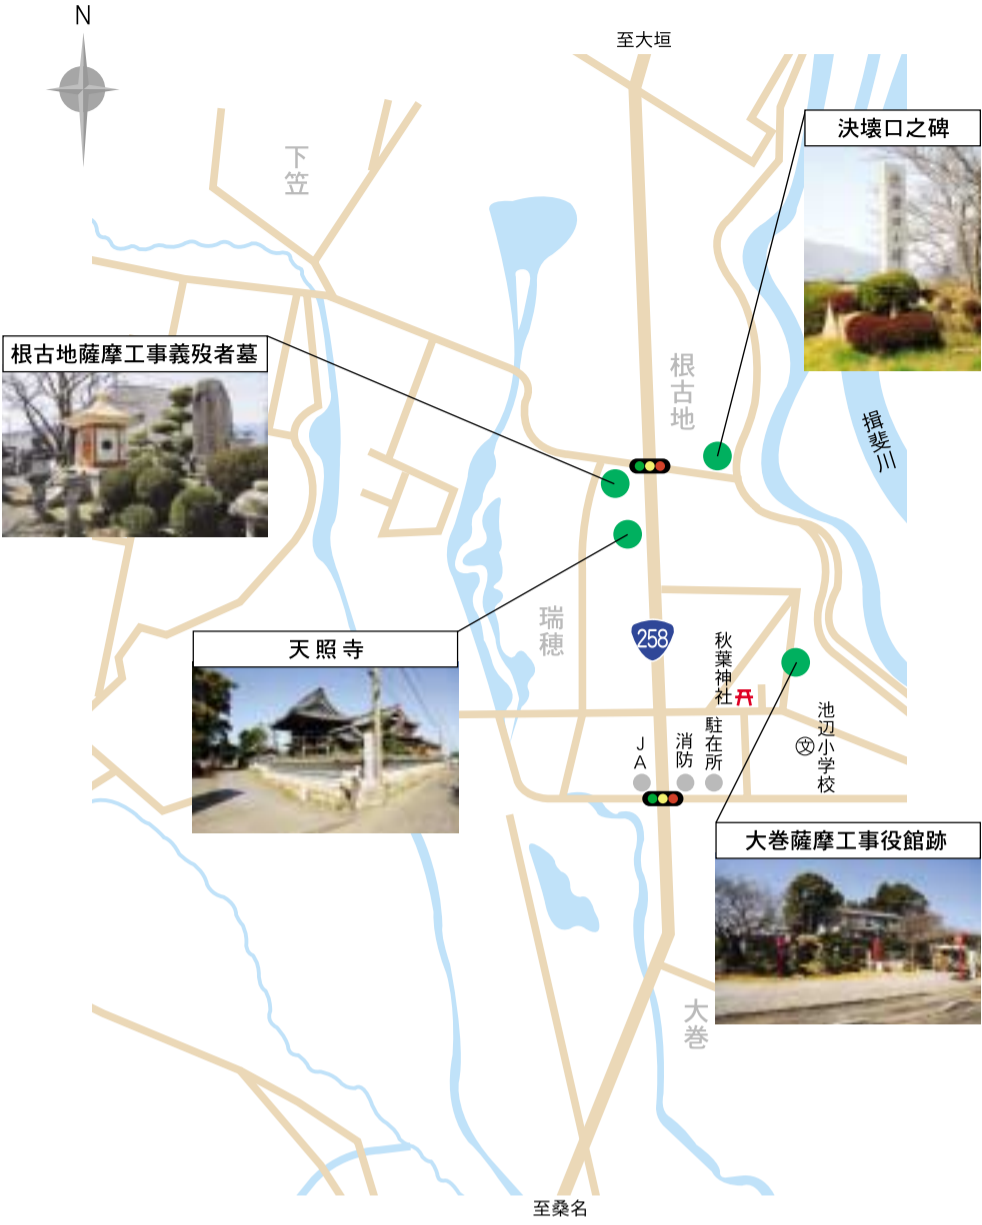 N
至大垣
決壊口之碑
下笠
根古地薩摩工事義歿者墓
根古地
揖斐川
天照寺
瑞穂
258
秋葉神社
池辺小学校
文
JA
消防
駐在所
大巻薩摩工事役館跡
大巻
至桑名